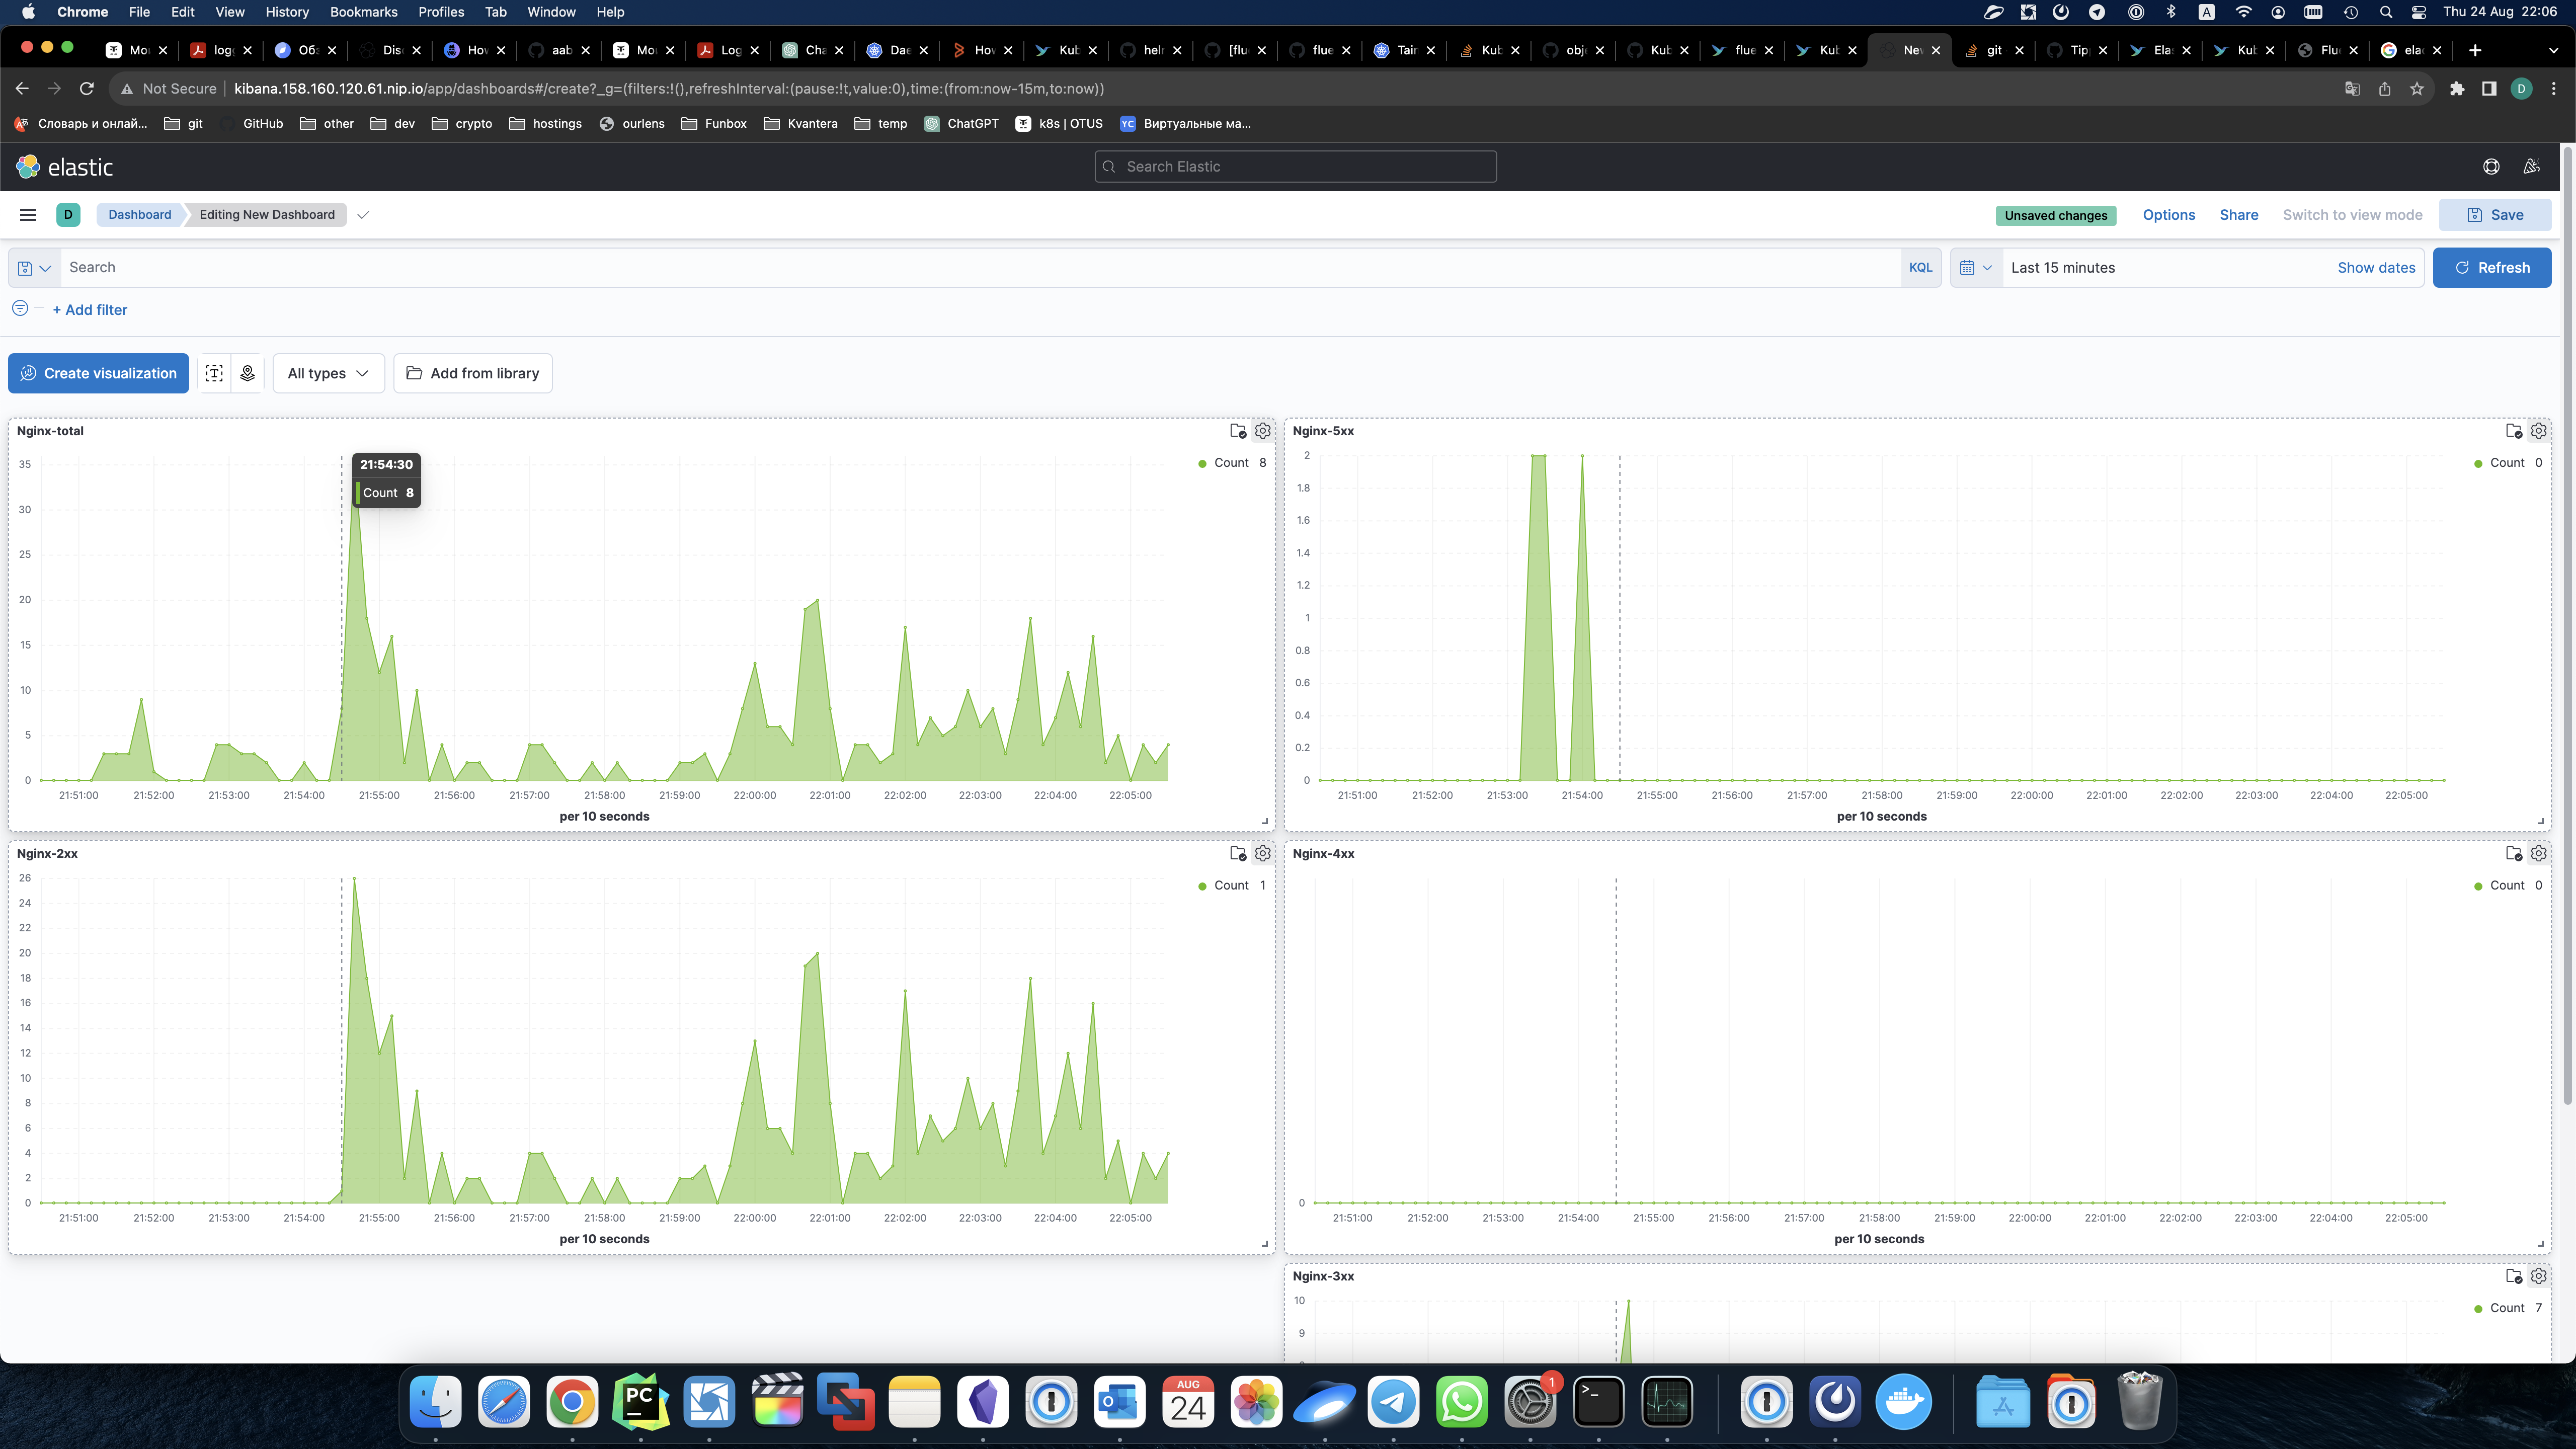 Chrome File Edit View History Bookmarks Profiles Tab Window Help
A
Thu 24 Aug 22:06
Mo logg Обз Disc Hov aab Mo Log Cha Dae Hov Kub helr [flu flue Tain Kub obje Kub flue Kub Nev git Tip Elas Kub Flue elac
Not Secure kibana.158.160.120.61.nip.io/app/dashboards#/create?_g=(filters:!(),refreshInterval:(pause:!t,value:0),time:(from:now-15m,to:now))
D
Словарь и онлай... git GitHub other dev crypto hostings ourlens Funbox Kvantera temp ChatGPT k8s | OTUS YC Виртуальные ма...
elastic
Search Elastic
D Dashboard Editing New Dashboard
Unsaved changes Options Share Switch to view mode Save
Search KQL Last 15 minutes Show dates Refresh
+ Add filter
Create visualization All types Add from library
Nginx-total
Count 8
21:54:30
Count 8
35
30
25
20
15
10
5
0
21:51:00 21:52:00 21:53:00 21:54:00 21:55:00 21:56:00 21:57:00 21:58:00 21:59:00 22:00:00 22:01:00 22:02:00 22:03:00 22:04:00 22:05:00
per 10 seconds
Nginx-5xx
Count 0
2
1.8
1.6
1.4
1.2
1
0.8
0.6
0.4
0.2
0
21:51:00 21:52:00 21:53:00 21:54:00 21:55:00 21:56:00 21:57:00 21:58:00 21:59:00 22:00:00 22:01:00 22:02:00 22:03:00 22:04:00 22:05:00
per 10 seconds
Nginx-2xx
Count 1
26
24
22
20
18
16
14
12
10
8
6
4
2
0
21:51:00 21:52:00 21:53:00 21:54:00 21:55:00 21:56:00 21:57:00 21:58:00 21:59:00 22:00:00 22:01:00 22:02:00 22:03:00 22:04:00 22:05:00
per 10 seconds
Nginx-4xx
Count 0
0
21:51:00 21:52:00 21:53:00 21:54:00 21:55:00 21:56:00 21:57:00 21:58:00 21:59:00 22:00:00 22:01:00 22:02:00 22:03:00 22:04:00 22:05:00
per 10 seconds
Nginx-3xx
Count 7
10
9
PC
AUG
24
1